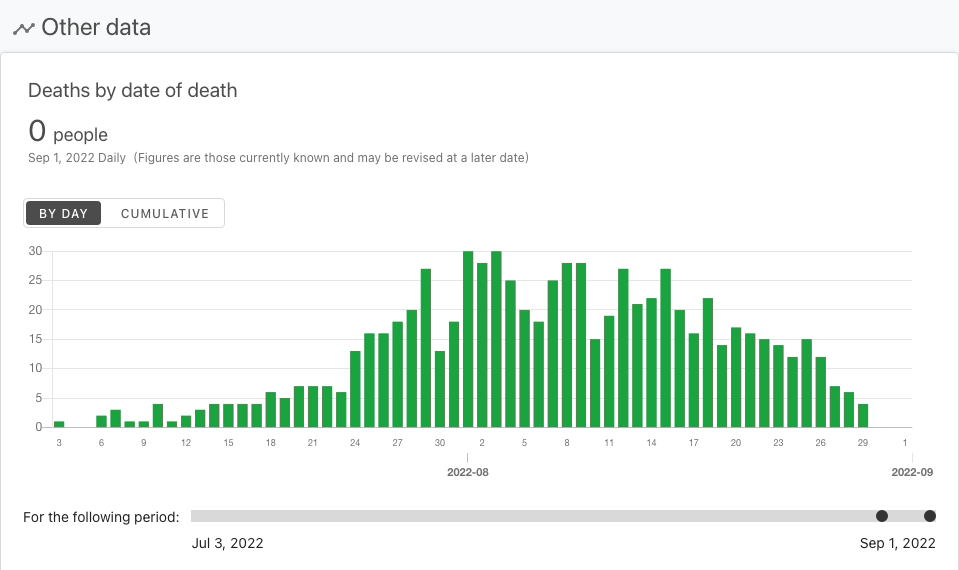 Other data
Deaths by date of death
0 people
Sep 1, 2022 Daily (Figures are those currently known and may be revised at a later date)
BY DAY CUMULATIVE
30
25
20
15
10
5
0
3 6 9 12 15 18 21 24 27 30 2 5 8 11 14 17 20 23 26 29 1
2022-08 2022-09
For the following period:
Jul 3, 2022 Sep 1, 2022